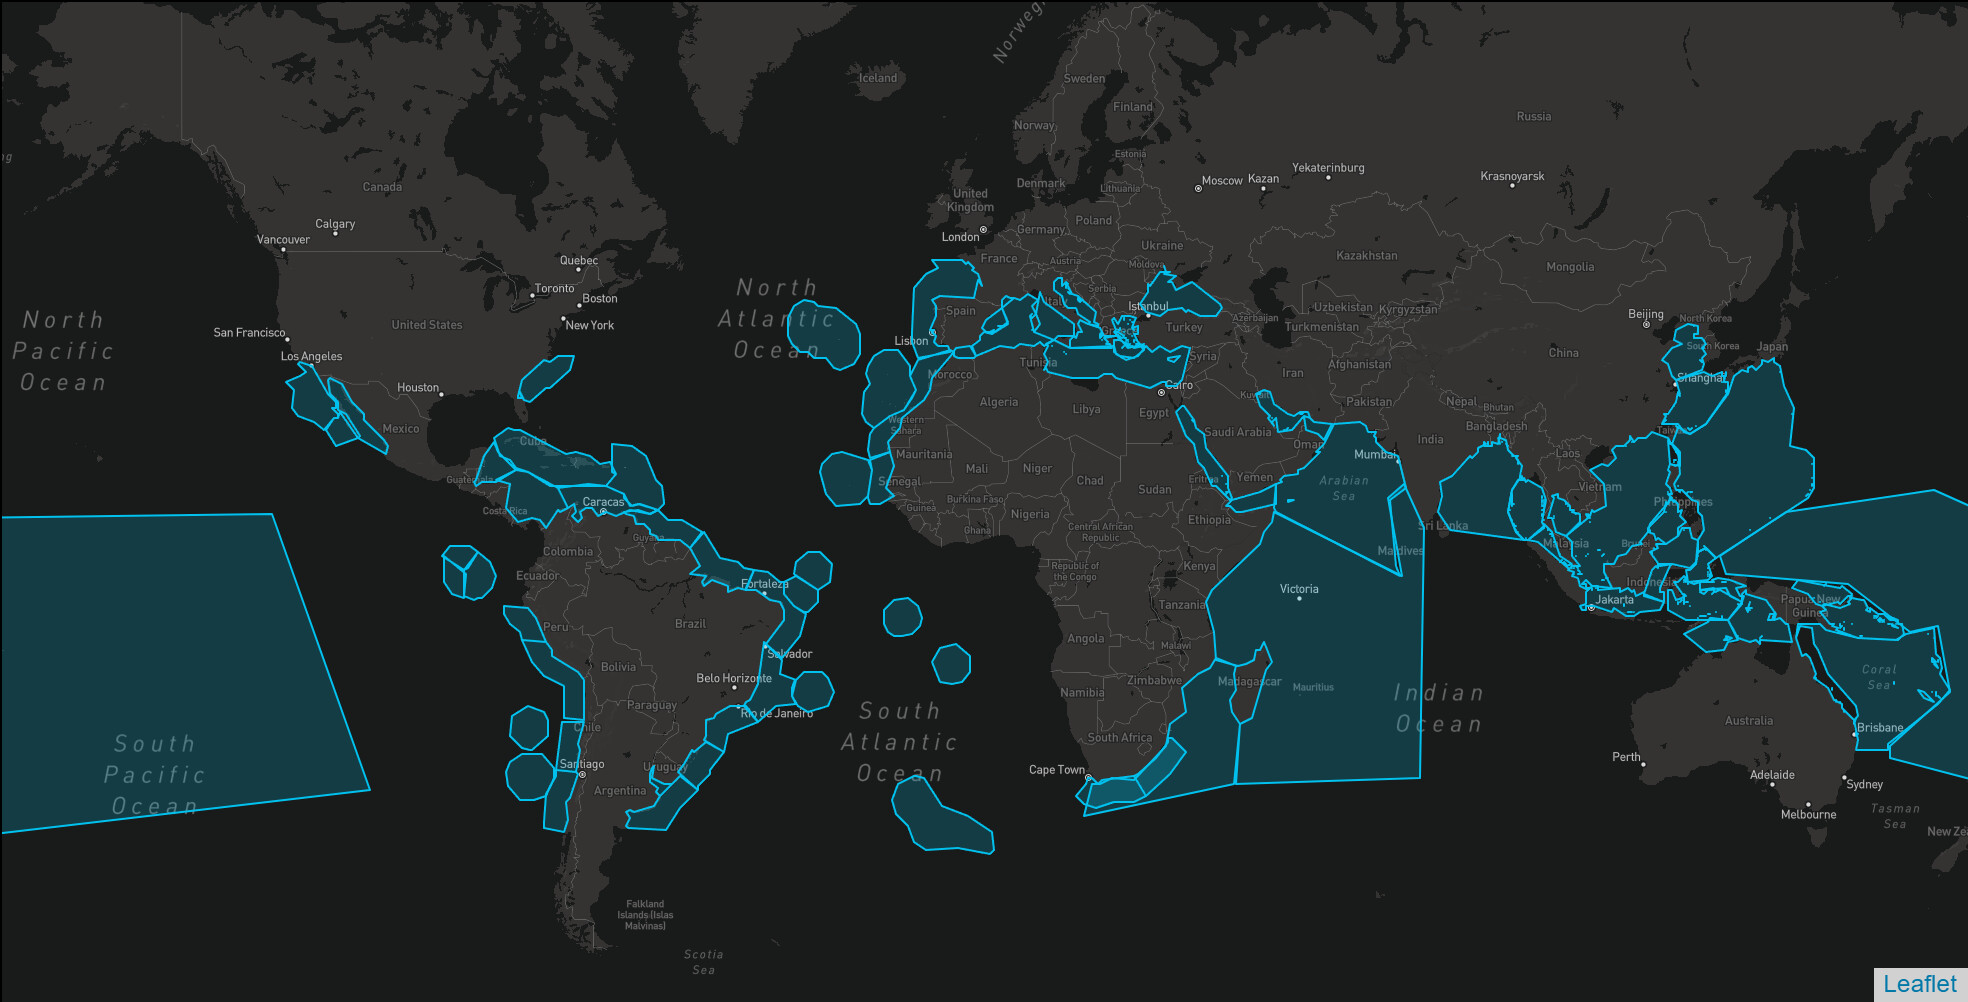 Norwegi
Iceland
Sweden
Finland
Norway
Russia
Estonia
ng
Yekaterinburg
Moscow
Kazan
Krasnoyarsk
Canada
Denmark
Lithuania
United
Kingdom
Calgary
Vancouver
London
Germany
Poland
Ukraine
Quebec
France
Austria
Moldova
Kazakhstan
Mongolia
Toronto
Boston
North
Atlantic
Ocean
Serbia
Italy
Istanbul
Uzbekistan
Kyrgyzstan
North
Pacific
Ocean
San Francisco
United States
New York
Lisbon
Spain
Greece
Turkey
Azerbaijan
Turkmenistan
Beijing
North Korea
South Korea
Japan
China
Los Angeles
Houston
Morocco
Tunisia
Syria
Iran
Afghanistan
Shanghai
Cairo
Kuwait
Pakistan
Nepal
Bhutan
Mexico
Cuba
Western
Sahara
Algeria
Libya
Egypt
Saudi Arabia
Oman
India
Bangladesh
Taiwan
Mauritania
Mali
Niger
Chad
Sudan
Eritrea
Yemen
Mumbai
Arabian
Sea
Laos
Vietnam
Philippines
Guatemala
Costa Rica
Caracas
Senegal
Guinea
Burkina Faso
Ghana
Nigeria
Central African
Republic
Ethiopia
Sri Lanka
Maldives
Malaysia
Brunei
Guyana
Colombia
Ecuador
Fortaleza
Republic of
the Congo
Kenya
Victoria
Indonesia
Jakarta
Papua New
Guinea
Peru
Brazil
Salvador
Tanzania
Angola
Malawi
Bolivia
Belo Horizonte
Zimbabwe
Namibia
Madagascar
Mauritius
Indian
Ocean
Coral
Sea
Paraguay
Rio de Janeiro
Chile
South
Atlantic
Ocean
South Africa
Australia
Brisbane
South
Pacific
Ocean
Santiago
Uruguay
Argentina
Cape Town
Perth
Adelaide
Sydney
Melbourne
Tasman
Sea
New Zea
Falkland
Islands (Islas
Malvinas)
Scotia
Sea
Leaflet